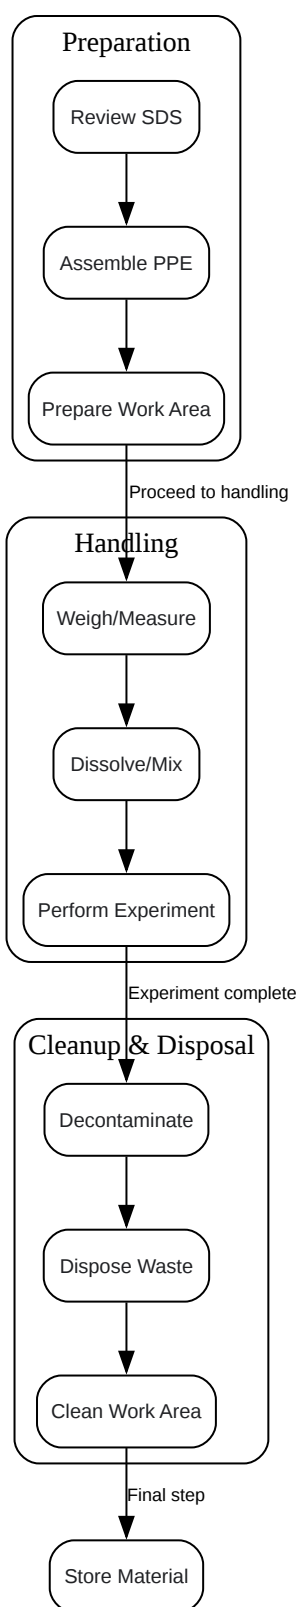 Preparation
Review SDS
Assemble PPE
Prepare Work Area
Proceed to handling
Handling
Weigh/Measure
Dissolve/Mix
Perform Experiment
Experiment complete
Cleanup & Disposal
Decontaminate
Dispose Waste
Clean Work Area
Final step
Store Material